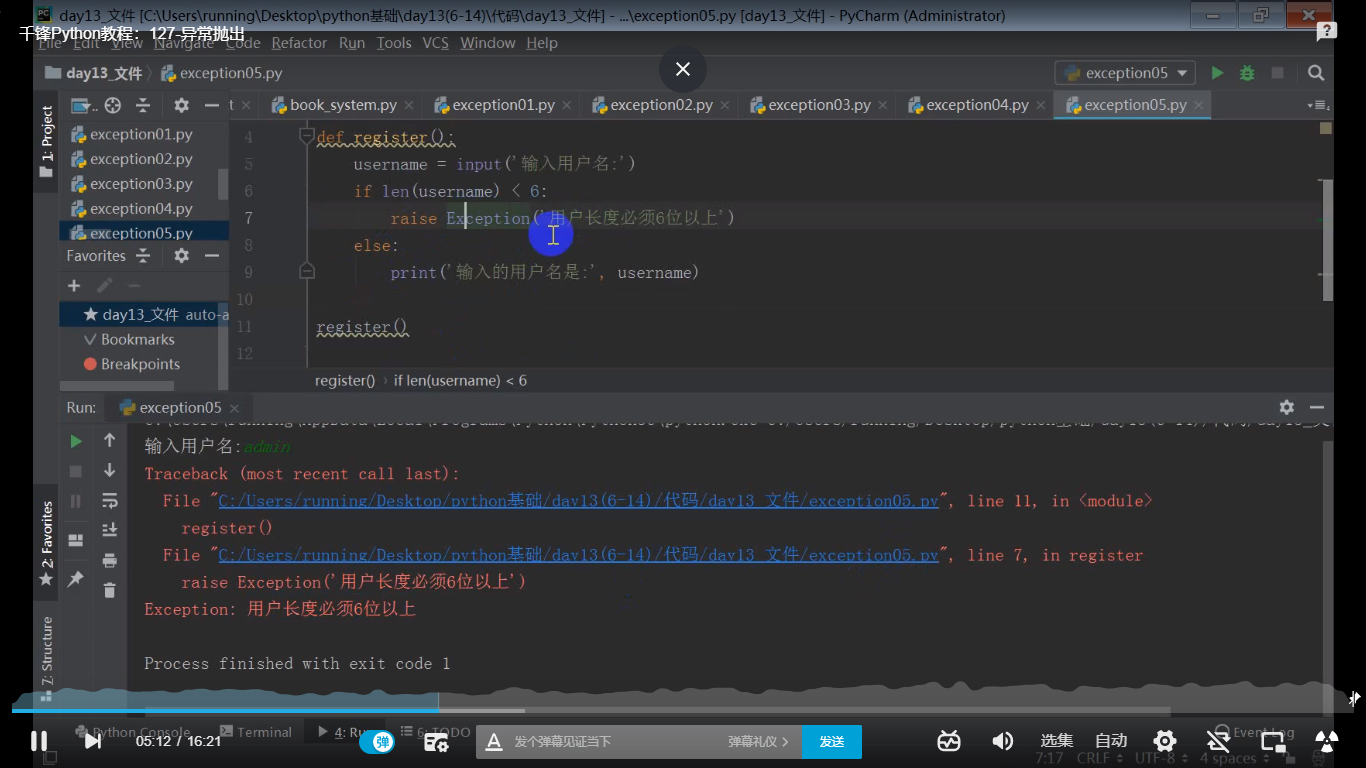 day13_文件 [C:\Users\running\Desktop\python基础\day13(6-14)\代码\day13_文件] - ...\exception05.py [day13_文件] - PyCharm (Administrator)
千锋Python教程：127-异常抛出
File Edit View Navigate Code Refactor Run Tools VCS Window Help
day13_文件 exception05.py
exception05
book_system.py exception01.py exception02.py exception03.py exception04.py exception05.py
1: Project
exception01.py
exception02.py
exception03.py
exception04.py
exception05.py
Favorites
day13_文件 auto-a
Bookmarks
Breakpoints
4 def register():
5 username = input('输入用户名:')
6 if len(username) < 6:
7 raise Exception('用户长度必须6位以上')
8 else:
9 print('输入的用户名是:', username)
10
11 register()
12
register() › if len(username) < 6
Run: exception05
2: Favorites
7: Structure
输入用户名:admin
Traceback (most recent call last):
File "C:/Users/running/Desktop/python基础/day13(6-14)/代码/day13_文件/exception05.py", line 11, in <module>
register()
File "C:/Users/running/Desktop/python基础/day13(6-14)/代码/day13_文件/exception05.py", line 7, in register
raise Exception('用户长度必须6位以上')
Exception: 用户长度必须6位以上
Process finished with exit code 1
Python Console Terminal 4: Ru 6: TODO Event Log
05:12 / 16:21 弹 发个弹幕见证当下 弹幕礼仪 › 发送 选集 自动
7:17 CRLF UTF-8 4 spaces